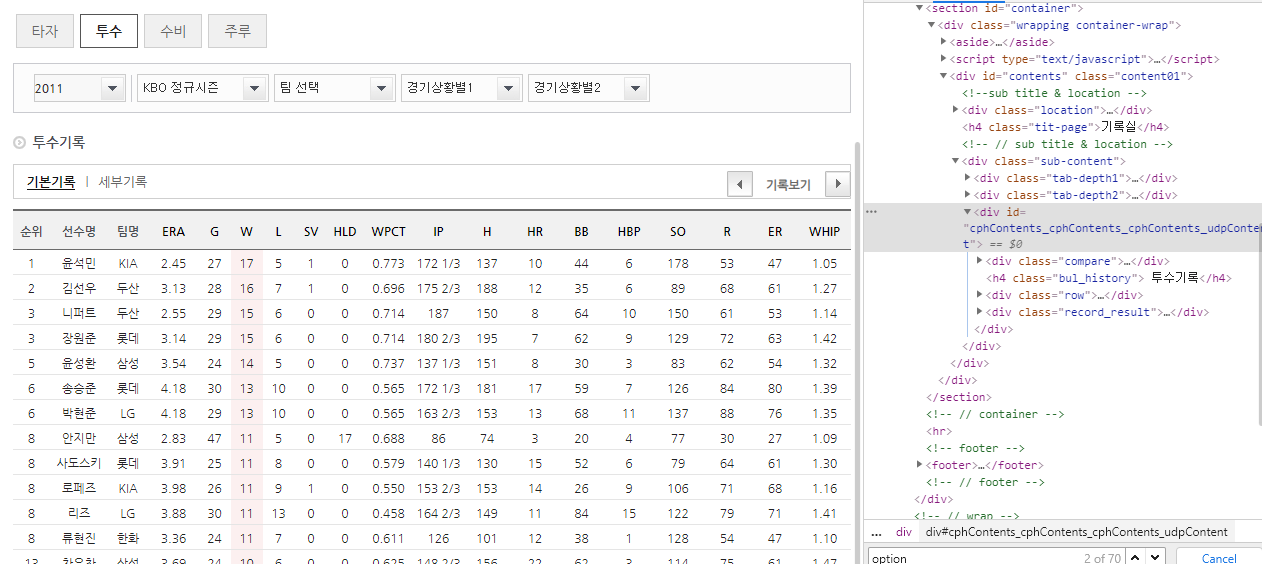 타자 투수 수비 주루
2011 KBO 정규시즌 팀 선택 경기상황별1 경기상황별2
투수기록
기본기록 | 세부기록 기록보기
순위 선수명 팀명 ERA G W L SV HLD WPCT IP H HR BB HBP SO R ER WHIP
1 윤석민 KIA 2.45 27 17 5 1 0 0.773 172 1/3 137 10 44 6 178 53 47 1.05
2 김선우 두산 3.13 28 16 7 1 0 0.696 175 2/3 188 12 35 6 89 68 61 1.27
3 니퍼트 두산 2.55 29 15 6 0 0 0.714 187 150 8 64 10 150 61 53 1.14
3 장원준 롯데 3.14 29 15 6 0 0 0.714 180 2/3 195 7 62 9 129 72 63 1.42
5 윤성환 삼성 3.54 24 14 5 0 0 0.737 137 1/3 151 8 30 3 83 62 54 1.32
6 송승준 롯데 4.18 30 13 10 0 0 0.565 172 1/3 181 17 59 7 126 84 80 1.39
6 박현준 LG 4.18 29 13 10 0 0 0.565 163 2/3 153 13 68 11 137 88 76 1.35
8 안지만 삼성 2.83 47 11 5 0 17 0.688 86 74 3 20 4 77 30 27 1.09
8 사도스키 롯데 3.91 25 11 8 0 0 0.579 140 1/3 130 15 52 6 79 64 61 1.30
8 로페즈 KIA 3.98 26 11 9 1 0 0.550 153 2/3 153 14 26 9 106 71 68 1.16
8 리즈 LG 3.88 30 11 13 0 0 0.458 164 2/3 149 11 84 15 122 79 71 1.41
8 류현진 한화 3.36 24 11 7 0 0 0.611 126 101 12 38 1 128 54 47 1.10
<section id="container">
<div class="wrapping container-wrap">
<aside>…</aside>
<script type="text/javascript">…</script>
<div id="contents" class="content01">
<!--sub title & location -->
<div class="location">…</div>
<h4 class="tit-page">기록실</h4>
<!-- // sub title & location -->
<div class="sub-content">
<div class="tab-depth1">…</div>
<div class="tab-depth2">…</div>
… <div id=
"cphContents_cphContents_cphContents_udpConten
t"> == $0
<div class="compare">…</div>
<h4 class="bul_history"> 투수기록</h4>
<div class="row">…</div>
<div class="record_result">…</div>
</div>
</div>
</div>
</div>
</section>
<!-- // container -->
<hr>
<!-- footer -->
<footer>…</footer>
<!-- // footer -->
</div>
<!-- // wrap -->
… div div#cphContents_cphContents_cphContents_udpContent
option 2 of 70 Cancel